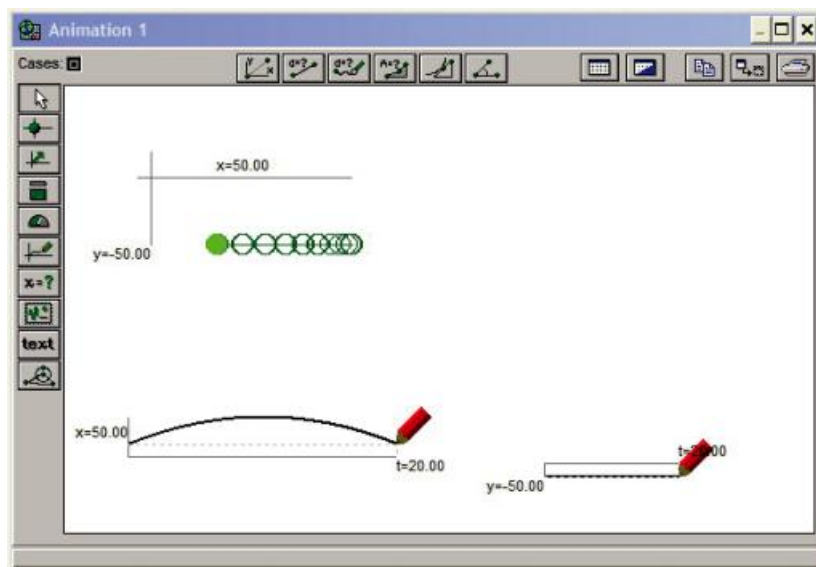 Animation 1
Cases:
x=50.00
y=-50.00
x=?
text
x=50.00
t=20.00
y=-50.00